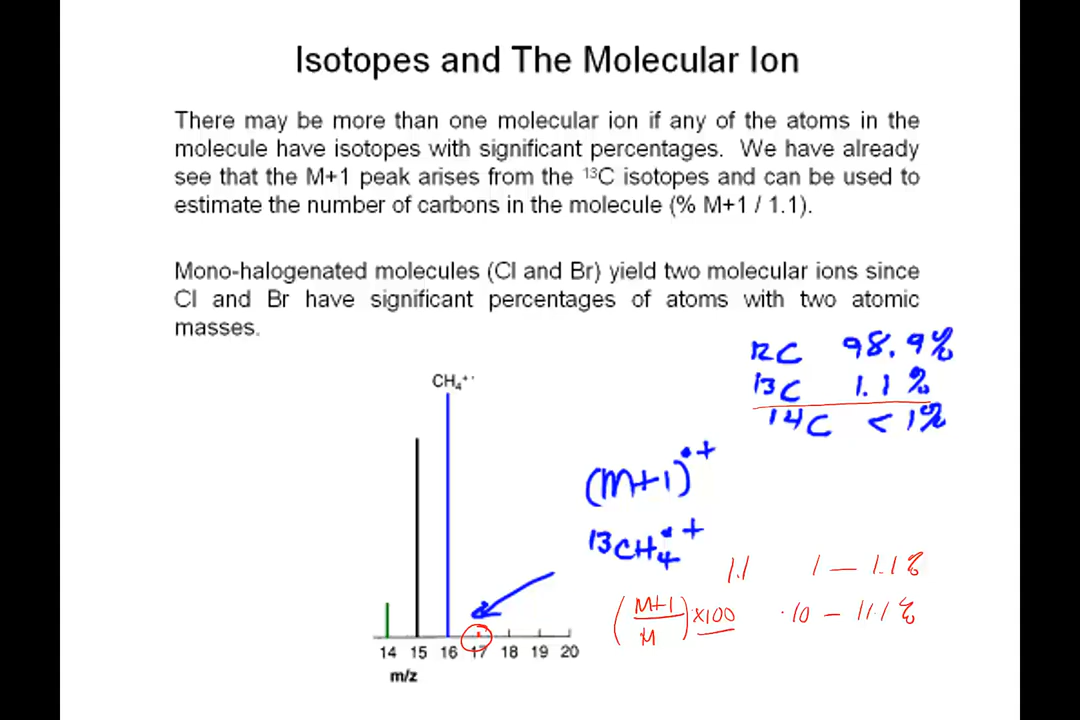 Isotopes and The Molecular Ion
There may be more than one molecular ion if any of the atoms in the
molecule have isotopes with significant percentages. We have already
see that the M+1 peak arises from the ¹³C isotopes and can be used to
estimate the number of carbons in the molecule (% M+1 / 1.1).
Mono-halogenated molecules (Cl and Br) yield two molecular ions since
Cl and Br have significant percentages of atoms with two atomic
masses.
12C 98.9%
13C 1.1%
14C < 1%
CH₄⁺·
(M+1)•+
13CH₄•+
1.1 1 — 1.1%
(M+1/M) ×100 ·10 – 11.1%
14 15 16 17 18 19 20
m/z